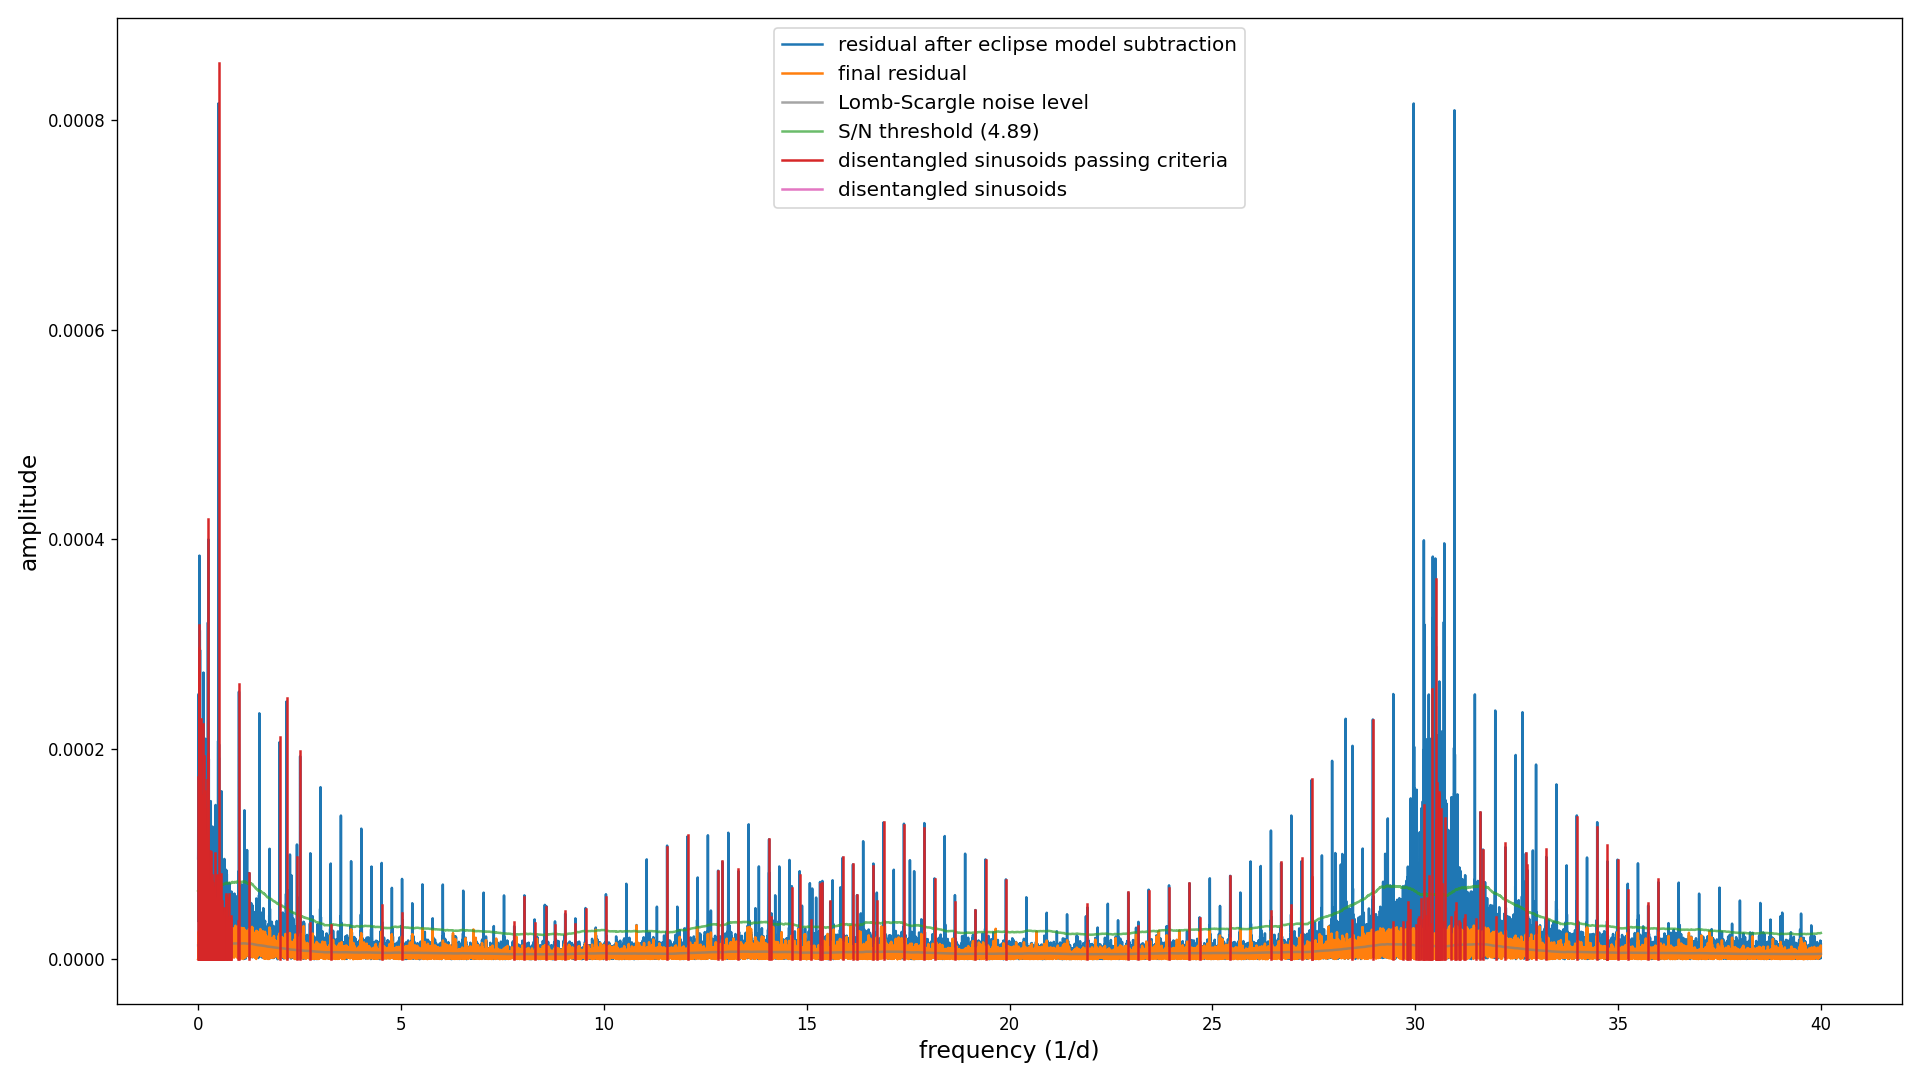 residual after eclipse model subtraction
final residual
Lomb-Scargle noise level
S/N threshold (4.89)
disentangled sinusoids passing criteria
disentangled sinusoids
amplitude
0.0008
0.0006
0.0004
0.0002
0.0000
0 5 10 15 20 25 30 35 40
frequency (1/d)